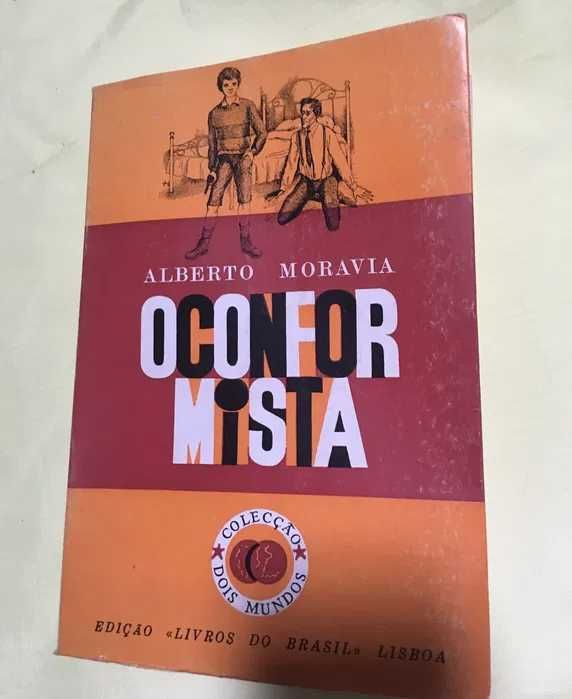 ALBERTO MORAVIA
OCONFOR
MiSTA
COLECÇÃO
DOIS MUNDOS
EDIÇÃO «LIVROS DO BRASIL» LISBOA